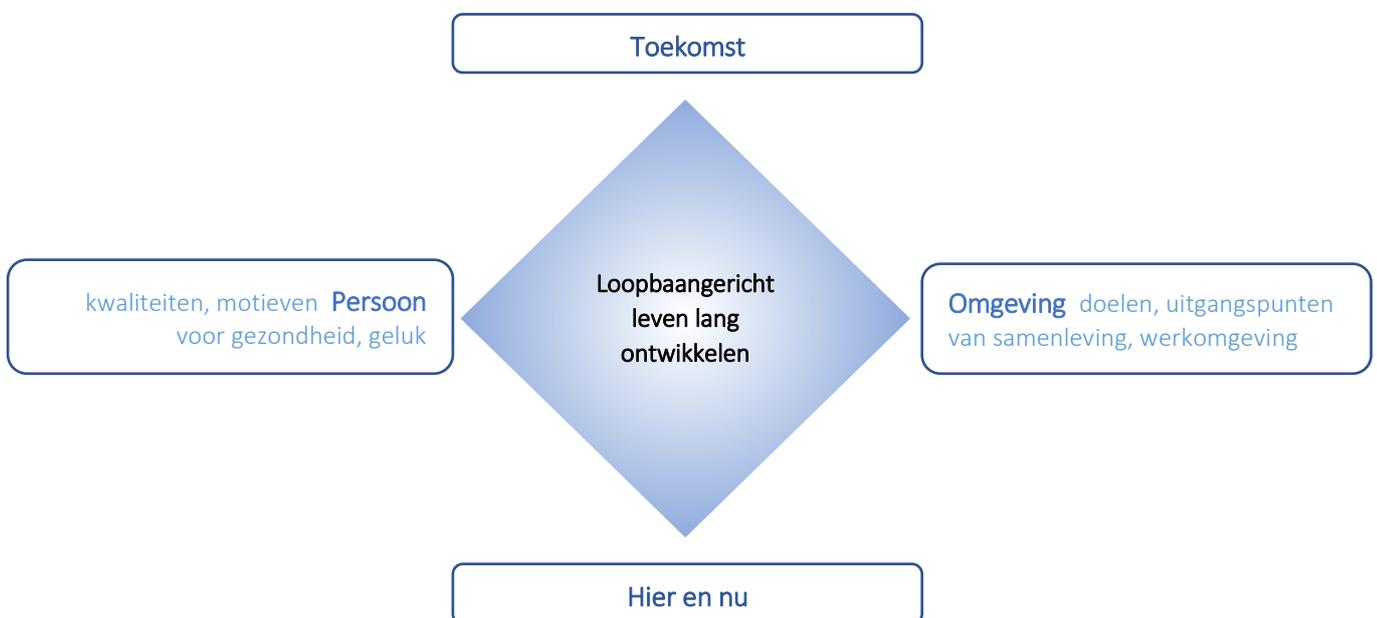 Toekomst
kwaliteiten, motieven Persoon
voor gezondheid, geluk
Loopbaangericht
leven lang
ontwikkelen
Omgeving doelen, uitgangspunten
van samenleving, werkomgeving
Hier en nu